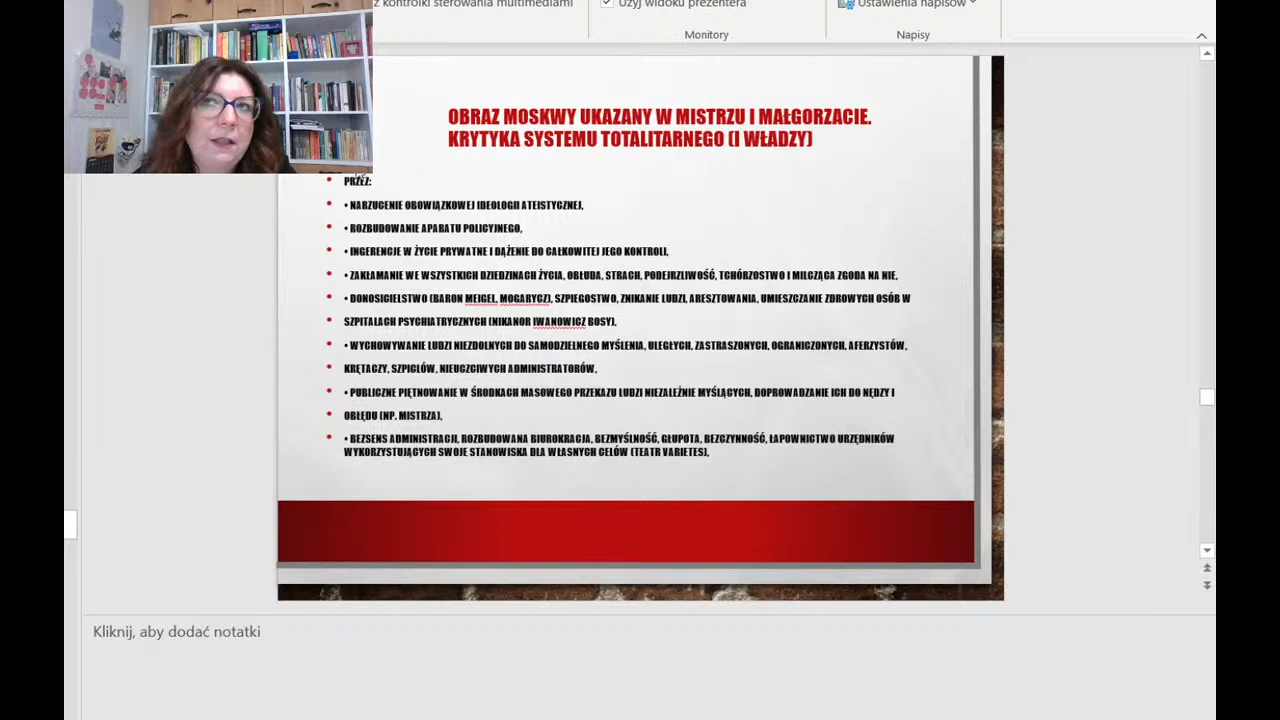 z kontrolki sterowania multimediami
Użyj widoku prezentera
Ustawienia napisów
Monitory
Napisy
OBRAZ MOSKWY UKAZANY W MISTRZU I MAŁGORZACIE.
KRYTYKA SYSTEMU TOTALITARNEGO (I WŁADZY)
PRZEZ:
• NARZUCENIE OBOWIĄZKOWEJ IDEOLOGII ATEISTYCZNEJ,
• ROZBUDOWANIE APARATU POLICYJNEGO,
• INGERENCJE W ŻYCIE PRYWATNE I DĄŻENIE DO CAŁKOWITEJ JEGO KONTROLI,
• ZAKŁAMANIE WE WSZYSTKICH DZIEDZINACH ŻYCIA, OBŁUDA, STRACH, PODEJRZLIWOŚĆ, TCHÓRZOSTWO I MILCZĄCA ZGODA NA NIE,
• DONOSICIELSTWO (BARON MEIGEL, MOGARYCZ), SZPIEGOSTWO, ZNIKANIE LUDZI, ARESZTOWANIA, UMIESZCZANIE ZDROWYCH OSÓB W
SZPITALACH PSYCHIATRYCZNYCH (NIKANOR IWANOWICZ BOSY),
• WYCHOWYWANIE LUDZI NIEZDOLNYCH DO SAMODZIELNEGO MYŚLENIA, ULEGŁYCH, ZASTRASZONYCH, OGRANICZONYCH, AFERZYSTÓW,
KRĘTACZY, SZPICLÓW, NIEUCZCIWYCH ADMINISTRATORÓW,
• PUBLICZNE PIĘTNOWANIE W ŚRODKACH MASOWEGO PRZEKAZU LUDZI NIEZALEŻNIE MYŚLĄCYCH, DOPROWADZANIE ICH DO NĘDZY I
OBŁĘDU (NP. MISTRZA),
• BEZSENS ADMINISTRACJI, ROZBUDOWANA BIUROKRACJA, BEZMYŚLNOŚĆ, GŁUPOTA, BEZCZYNNOŚĆ, ŁAPOWNICTWO URZĘDNIKÓW
WYKORZYSTUJĄCYCH SWOJE STANOWISKA DLA WŁASNYCH CELÓW (TEATR VARIETES),
Kliknij, aby dodać notatki